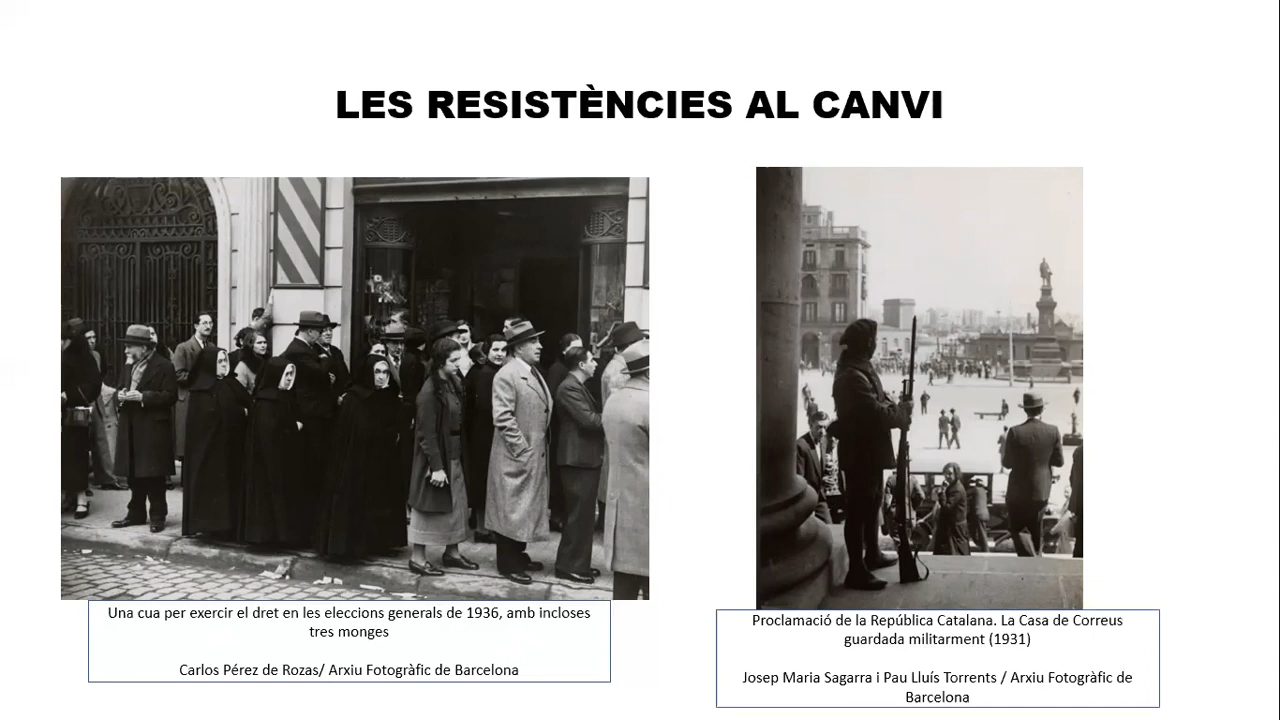 LES RESISTÈNCIES AL CANVI
Una cua per exercir el dret en les eleccions generals de 1936, amb incloses
tres monges
Carlos Pérez de Rozas/ Arxiu Fotogràfic de Barcelona
Proclamació de la República Catalana. La Casa de Correus
guardada militarment (1931)
Josep Maria Sagarra i Pau Lluís Torrents / Arxiu Fotogràfic de
Barcelona